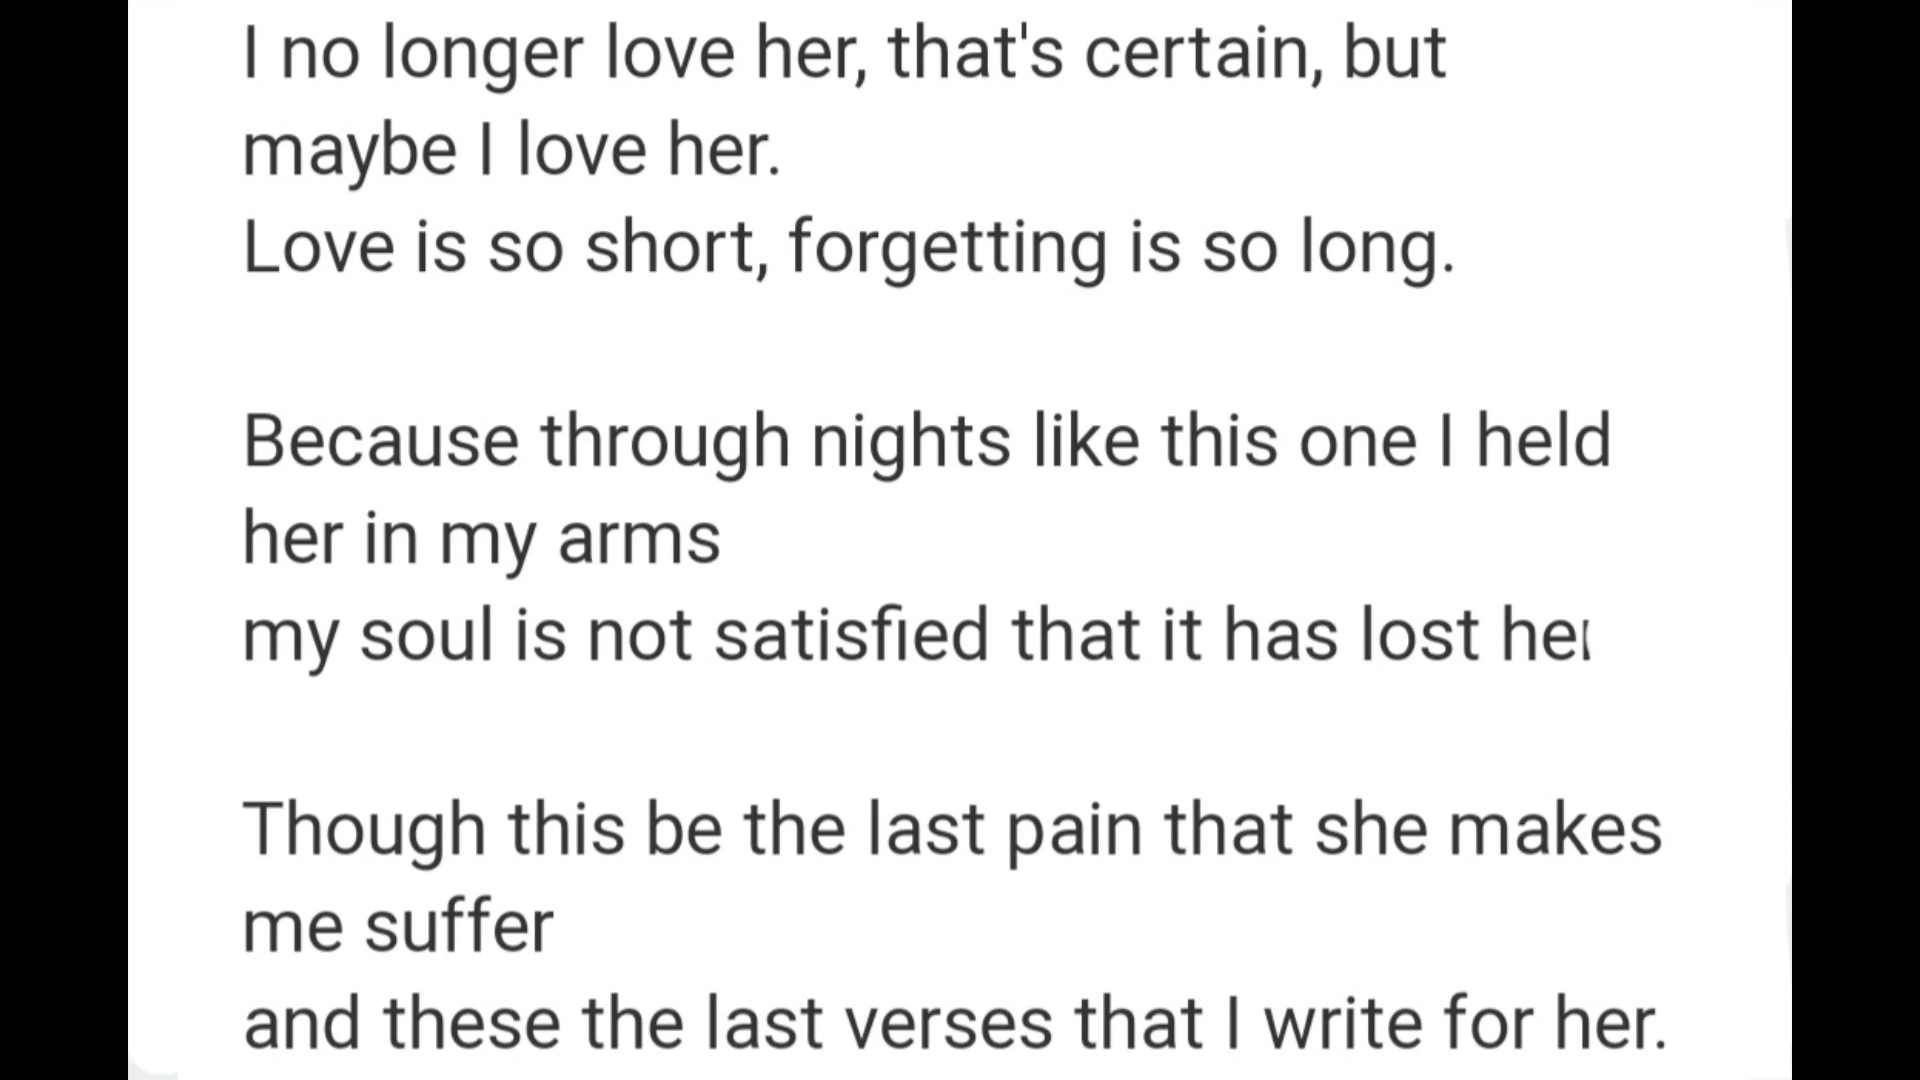 I no longer love her, that's certain, but
maybe I love her.
Love is so short, forgetting is so long.
Because through nights like this one I held
her in my arms
my soul is not satisfied that it has lost her
Though this be the last pain that she makes
me suffer
and these the last verses that I write for her.